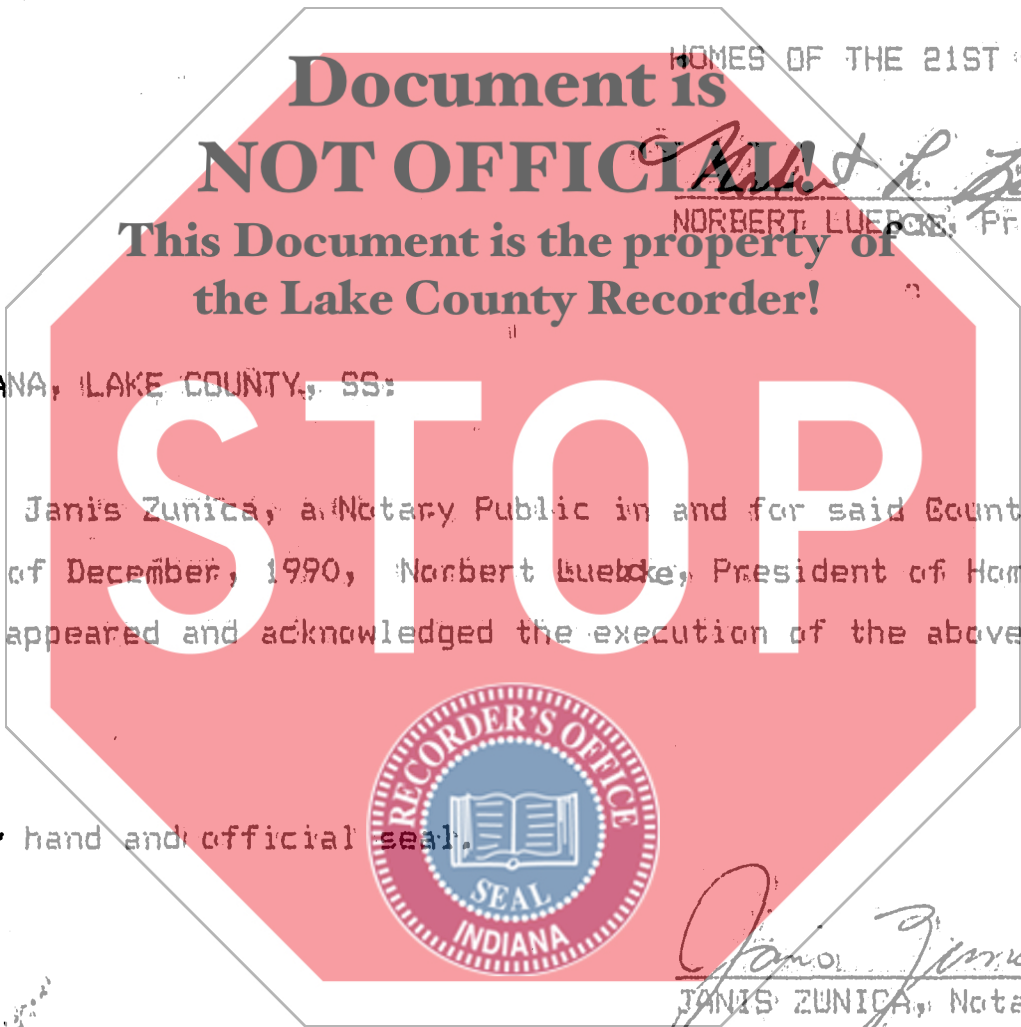 HOMES OF THE 21ST
Document is
NOT OFFICIAL!
This Document is the property of
the Lake County Recorder!
NORBERT LUEBCKE, Pr
ANA, LAKE COUNTY, SS:
STOP
Janis Zunica, a Notary Public in and for said Count
of December, 1990, Norbert Luebcke, President of Hom
appeared and acknowledged the execution of the above
hand and official seal.
RECORDER'S OFFICE
SEAL
INDIANA
JANIS ZUNICA, Nota